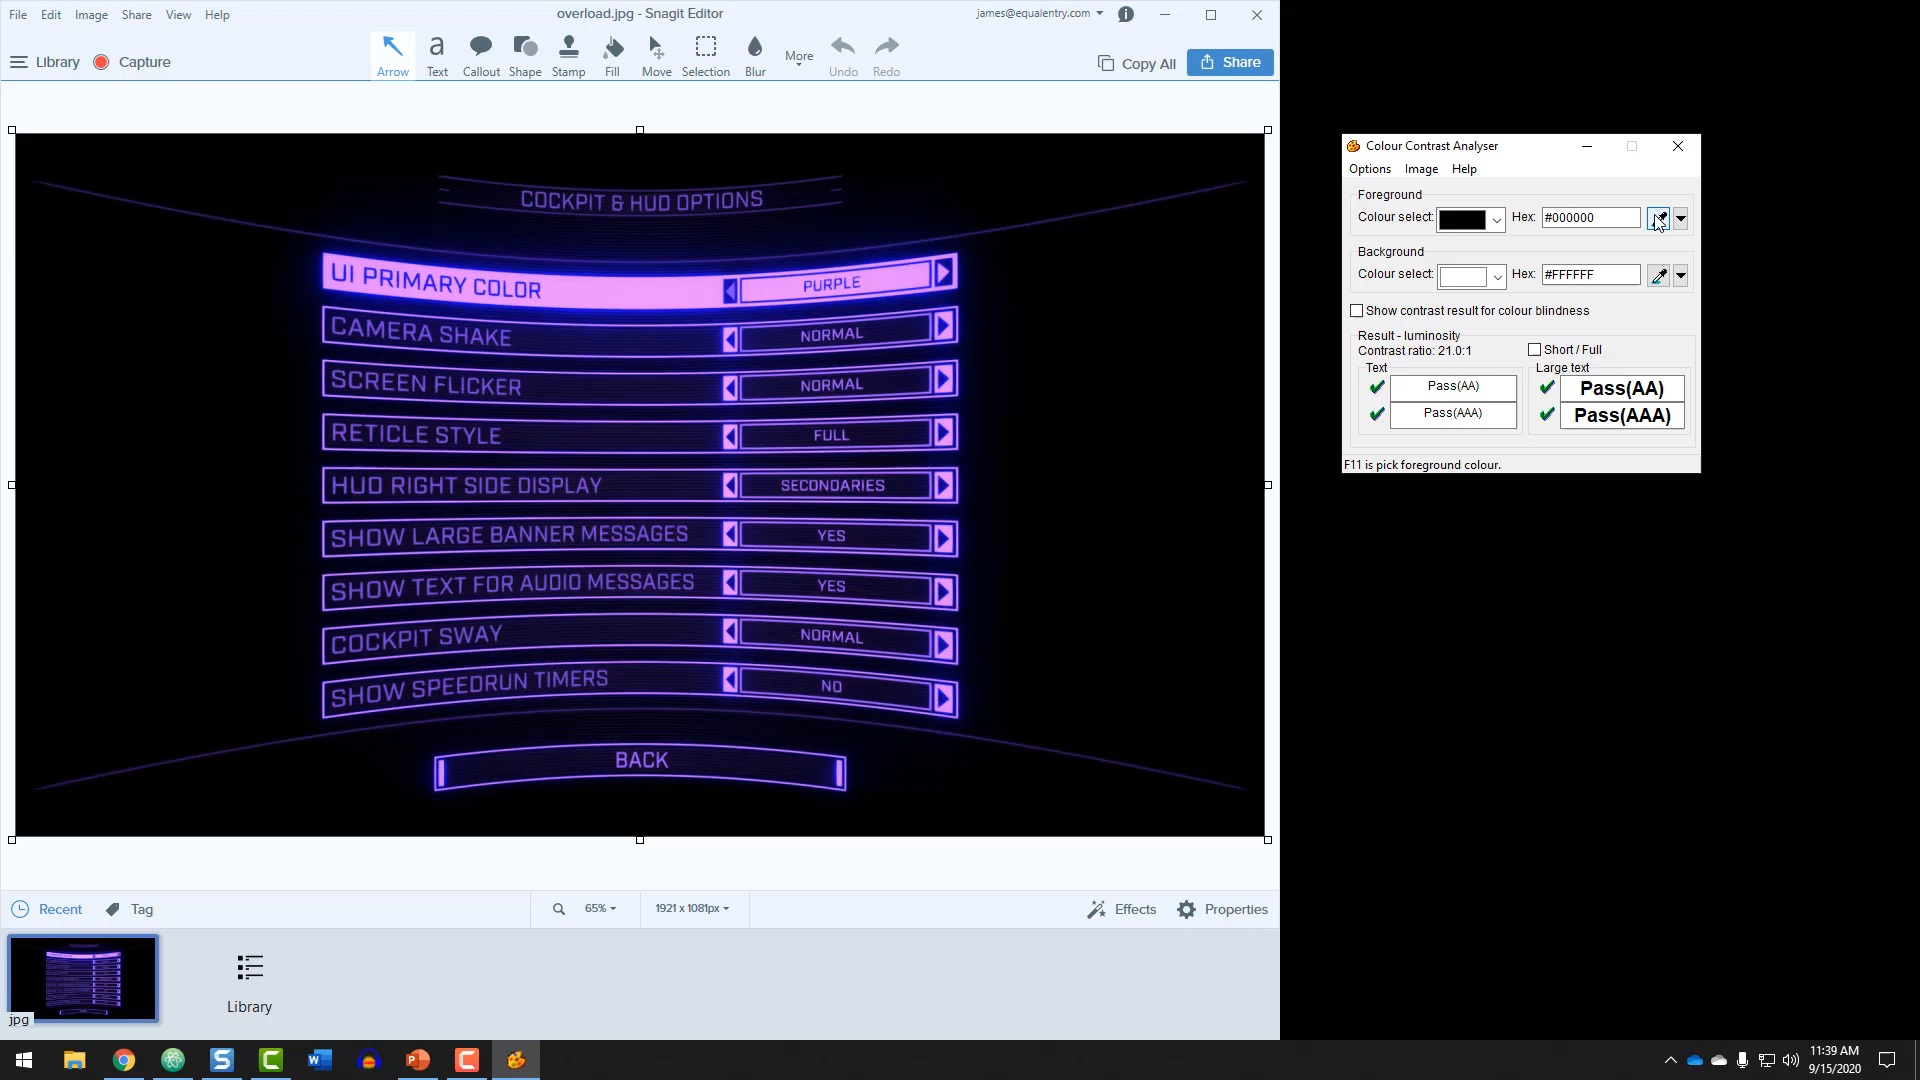 File Edit Image Share View Help
overload.jpg - Snagit Editor
james@equalentry.com
Library Capture
Arrow Text Callout Shape Stamp Fill Move Selection Blur More Undo Redo
Copy All Share
COCKPIT & HUD OPTIONS
UI PRIMARY COLOR PURPLE
CAMERA SHAKE NORMAL
SCREEN FLICKER NORMAL
RETICLE STYLE FULL
HUD RIGHT SIDE DISPLAY SECONDARIES
SHOW LARGE BANNER MESSAGES YES
SHOW TEXT FOR AUDIO MESSAGES YES
COCKPIT SWAY NORMAL
SHOW SPEEDRUN TIMERS NO
BACK
Recent Tag
65%
1921 x 1081px
Effects Properties
jpg
Library
Colour Contrast Analyser
Options Image Help
Foreground
Colour select: Hex: #000000
Background
Colour select: Hex: #FFFFFF
Show contrast result for colour blindness
Result - luminosity
Contrast ratio: 21.0:1
Short / Full
Text
Pass(AA)
Pass(AAA)
Large text
Pass(AA)
Pass(AAA)
F11 is pick foreground colour.
11:39 AM
9/15/2020